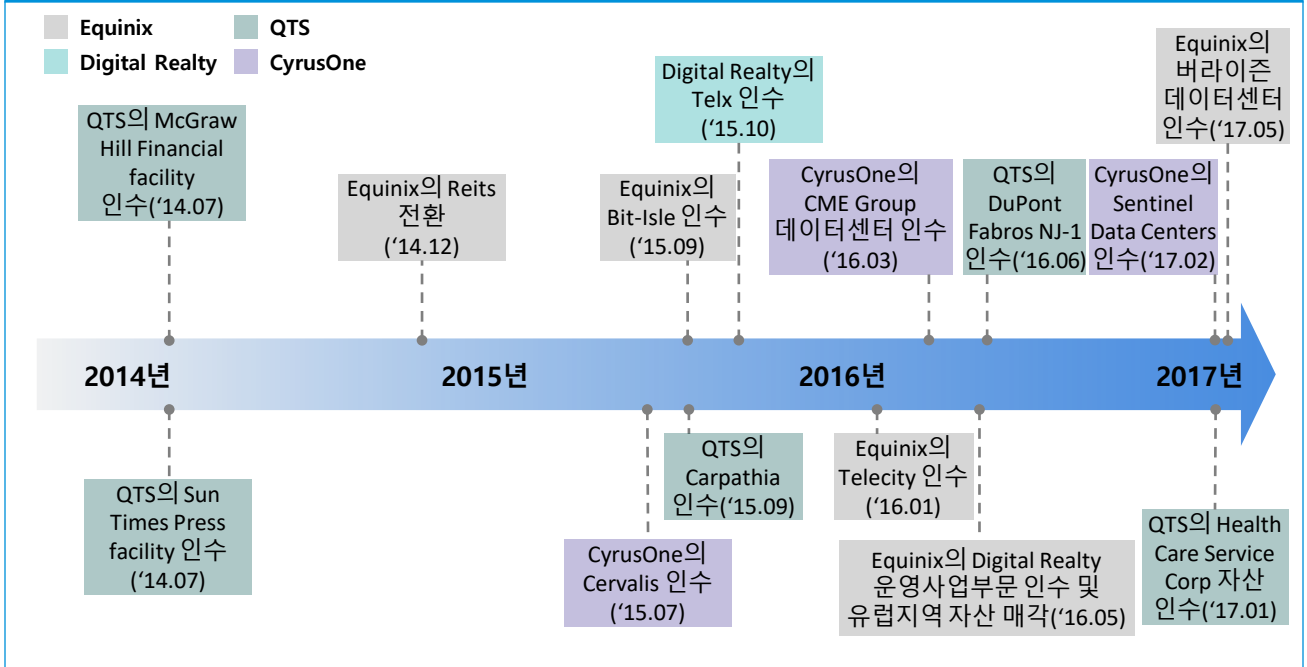 Equinix
QTS
Digital Realty
CyrusOne
QTS의 McGraw
Hill Financial
facility
인수('14.07)
Equinix의 Reits
전환
('14.12)
Equinix의
Bit-Isle 인수
('15.09)
Digital Realty의
Telx 인수
('15.10)
CyrusOne의
CME Group
데이터센터 인수
('16.03)
QTS의
DuPont
Fabros NJ-1
인수('16.06)
CyrusOne의
Sentinel
Data Centers
인수('17.02)
Equinix의
버라이즌
데이터센터
인수('17.05)
2014년
2015년
2016년
2017년
QTS의 Sun
Times Press
facility 인수
('14.07)
CyrusOne의
Cervalis 인수
('15.07)
QTS의
Carpathia
인수('15.09)
Equinix의
Telecity 인수
('16.01)
Equinix의 Digital Realty
운영사업부문 인수 및
유럽지역 자산 매각('16.05)
QTS의 Health
Care Service
Corp 자산
인수('17.01)